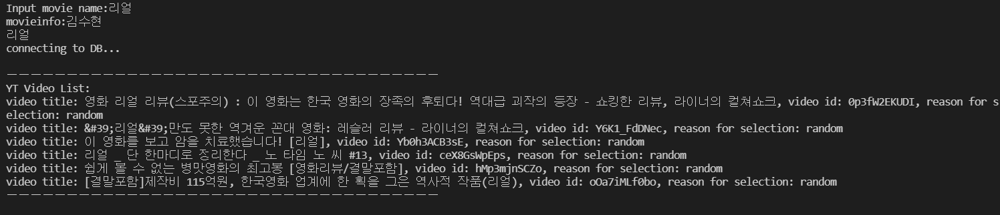 Input movie name:리얼
movieinfo:김수현
리얼
connecting to DB...
ㅡㅡㅡㅡㅡㅡㅡㅡㅡㅡㅡㅡㅡㅡㅡㅡㅡㅡㅡㅡㅡㅡㅡㅡㅡㅡㅡㅡㅡㅡㅡㅡㅡㅡㅡㅡ
YT Video List:
video title: 영화 리얼 리뷰(스포주의) : 이 영화는 한국 영화의 장족의 후퇴다! 역대급 괴작의 등장 - 쇼킹한 리뷰, 라이너의 컬쳐쇼크, video id: 0p3fW2EKUDI, reason for s
election: random
video title: &#39;리얼&#39;만도 못한 역겨운 꼰대 영화: 레슬러 리뷰 - 라이너의 컬쳐쇼크, video id: Y6K1_FdDNec, reason for selection: random
video title: 이 영화를 보고 암을 치료했습니다! [리얼], video id: Yb0h3ACB3sE, reason for selection: random
video title: 리얼 _ 단 한마디로 정리한다 _ 노 타임 노 씨 #13, video id: ceX8GsWpEps, reason for selection: random
video title: 쉽게 볼 수 없는 병맛영화의 최고봉 [영화리뷰/결말포함], video id: hMp3mjnSCZo, reason for selection: random
video title: [결말포함]제작비 115억원, 한국영화 업계에 한 획을 그은 역사적 작품(리얼), video id: oOa7iMLf0bo, reason for selection: random
ㅡㅡㅡㅡㅡㅡㅡㅡㅡㅡㅡㅡㅡㅡㅡㅡㅡㅡㅡㅡㅡㅡㅡㅡㅡㅡㅡㅡㅡㅡㅡㅡㅡㅡㅡㅡ